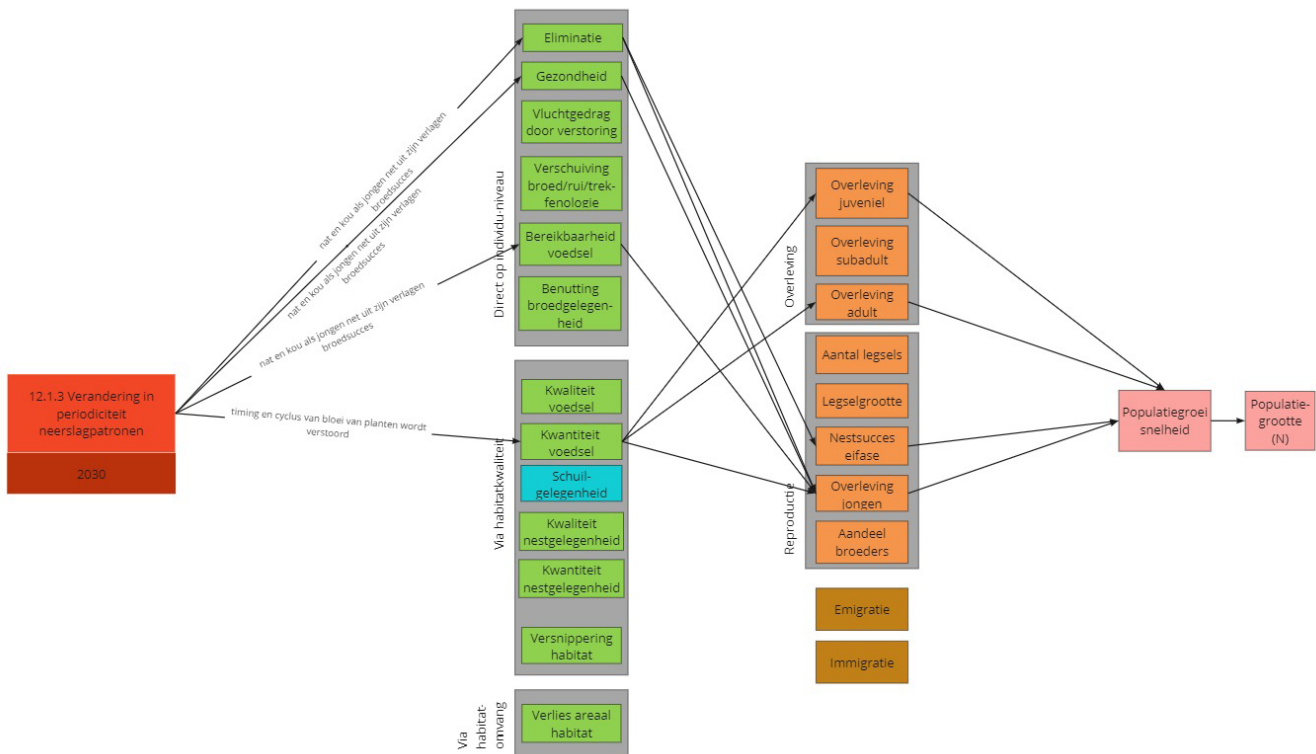 12.1.3 Verandering in
periodiciteit
neerslagpatronen
2030
nat en kou als jongen net uit zijn verlagen
broedsucces
nat en kou als jongen net uit zijn verlagen
broedsucces
nat en kou als jongen net uit zijn verlagen
broedsucces
timing en cyclus van bloei van planten wordt
verstoord
Direct op individu-niveau
Eliminatie
Gezondheid
Vluchtgedrag
door verstoring
Verschuiving
broed/rui/trek-
fenologie
Bereikbaarheid
voedsel
Benutting
broedgelegen-
heid
Via habitatkwaliteit
Kwaliteit
voedsel
Kwantiteit
voedsel
Schuil-
gelegenheid
Kwaliteit
nestgelegenheid
Kwantiteit
nestgelegenheid
Versnippering
habitat
Via
habitat-
omvang
Verlies areaal
habitat
Overleving
Overleving
juveniel
Overleving
subadult
Overleving
adult
Reproductie
Aantal legsels
Legselgrootte
Nestsucces
eifase
Overleving
jongen
Aandeel
broeders
Emigratie
Immigratie
Populatiegroei
snelheid
Populatie-
grootte
(N)